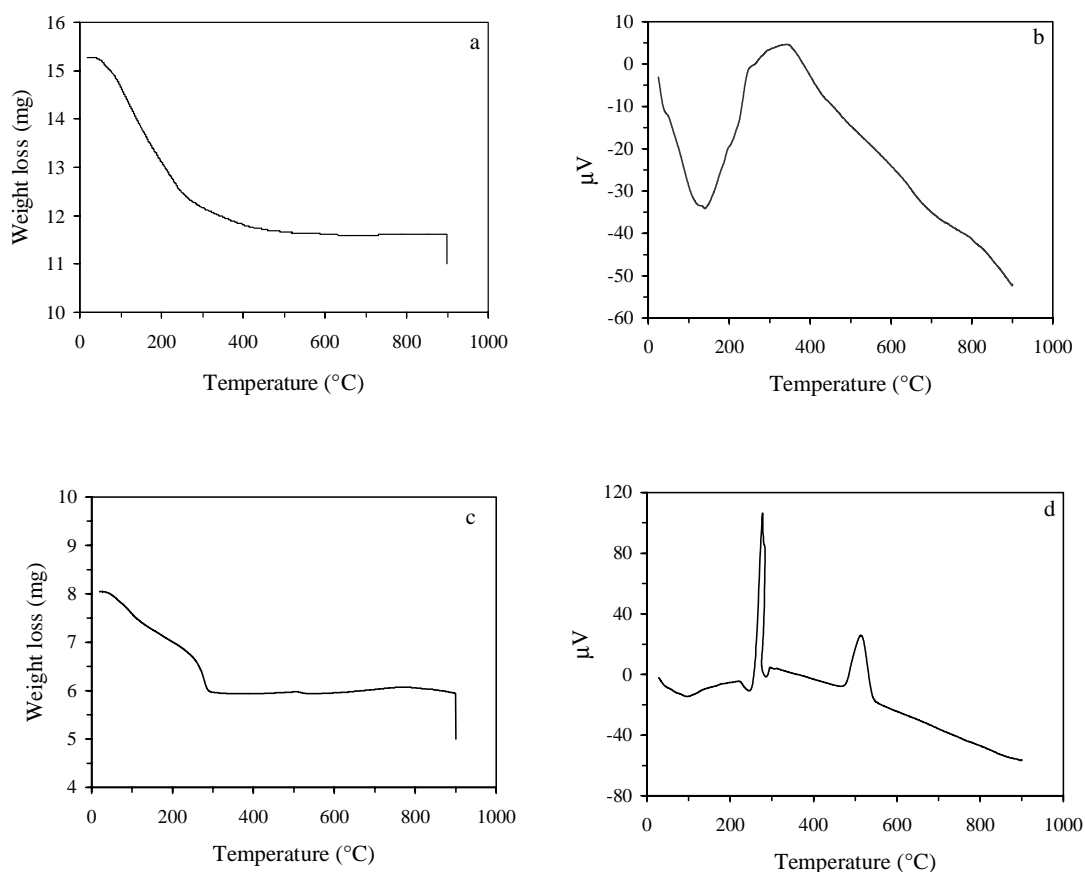 a
Weight loss (mg)
16
15
14
13
12
11
10
0 200 400 600 800 1000
Temperature (°C)
b
µV
10
0
-10
-20
-30
-40
-50
-60
0 200 400 600 800 1000
Temperature (°C)
c
Weight loss (mg)
10
9
8
7
6
5
4
0 200 400 600 800 1000
Temperature (°C)
d
µV
120
80
40
0
-40
-80
0 200 400 600 800 1000
Temperature (°C)